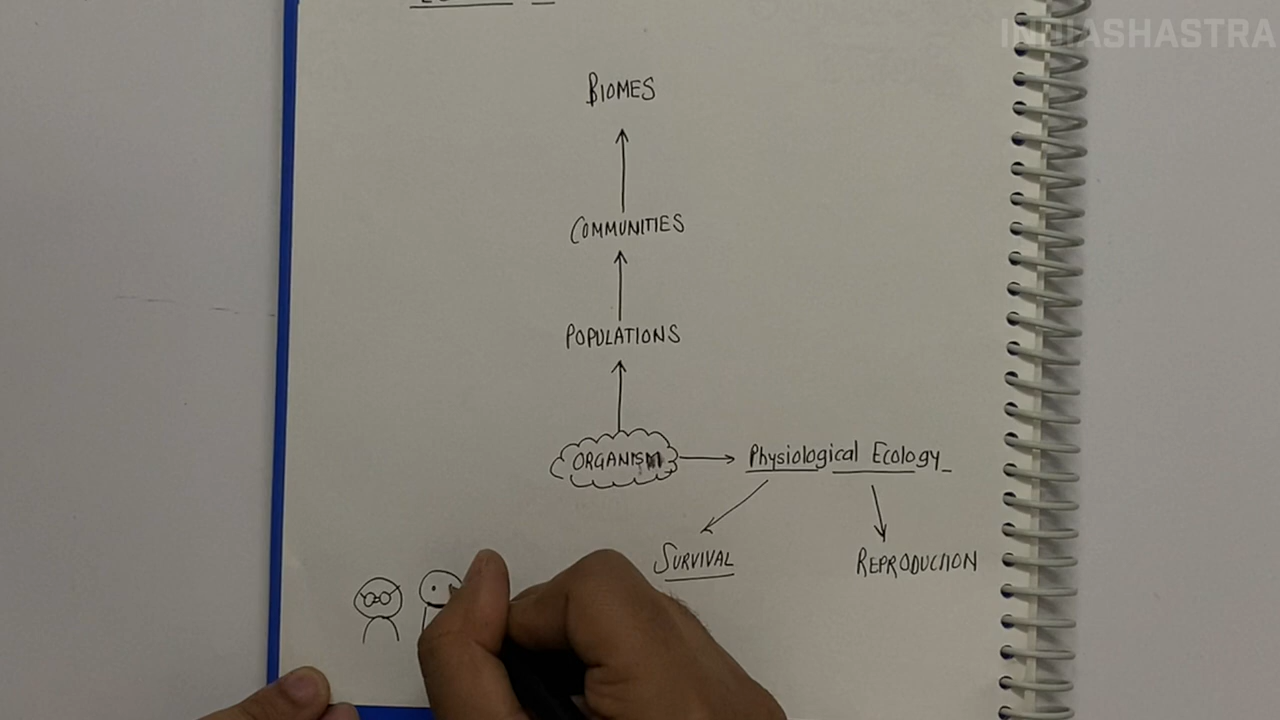 INDIASHASTRA
BIOMES
COMMUNITIES
POPULATIONS
ORGANISM
Physiological Ecology
SURVIVAL
REPRODUCTION